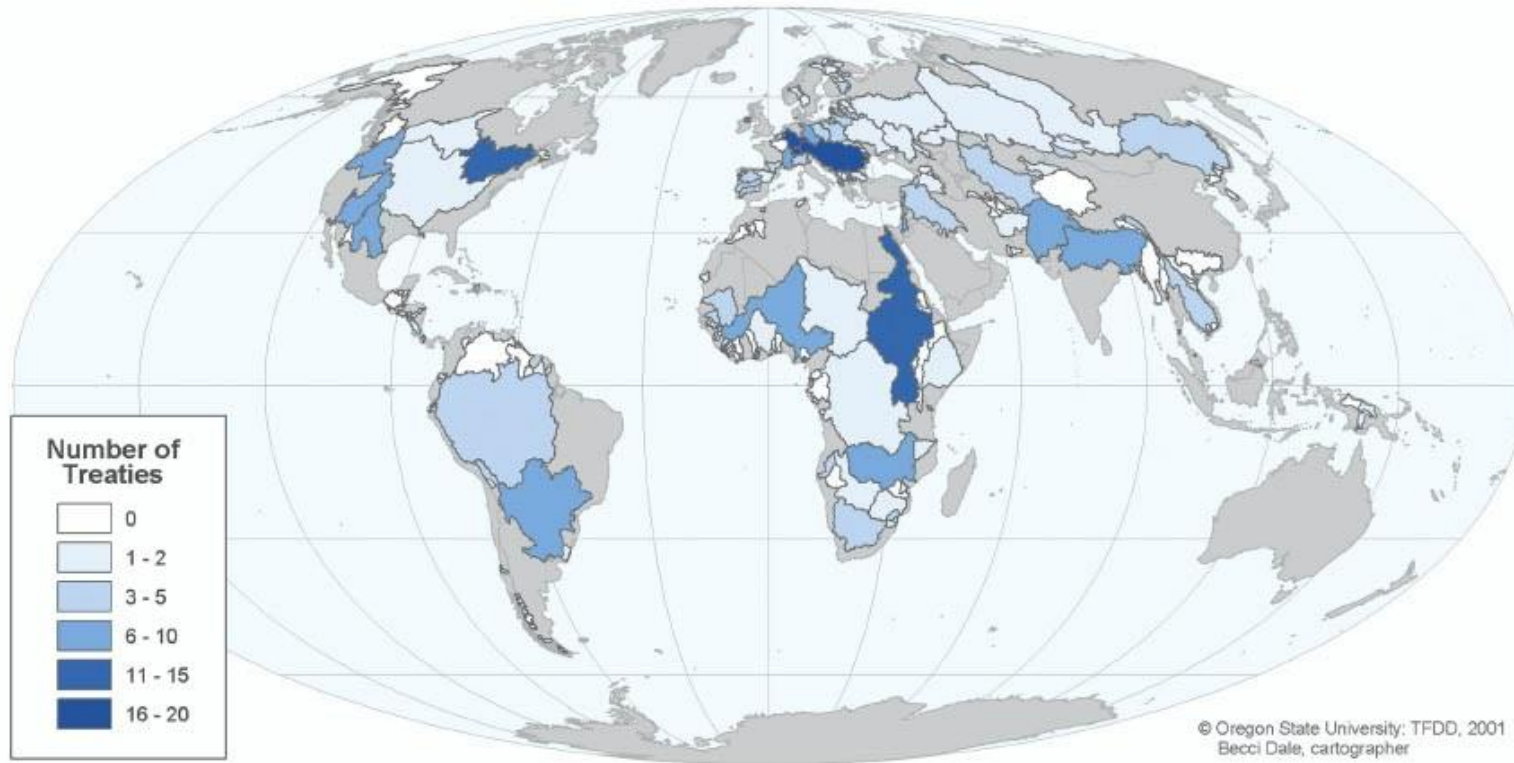 Number of
Treaties
0
1 - 2
3 - 5
6 - 10
11 - 15
16 - 20
© Oregon State University: TFDD, 2001
Becci Dale, cartographer